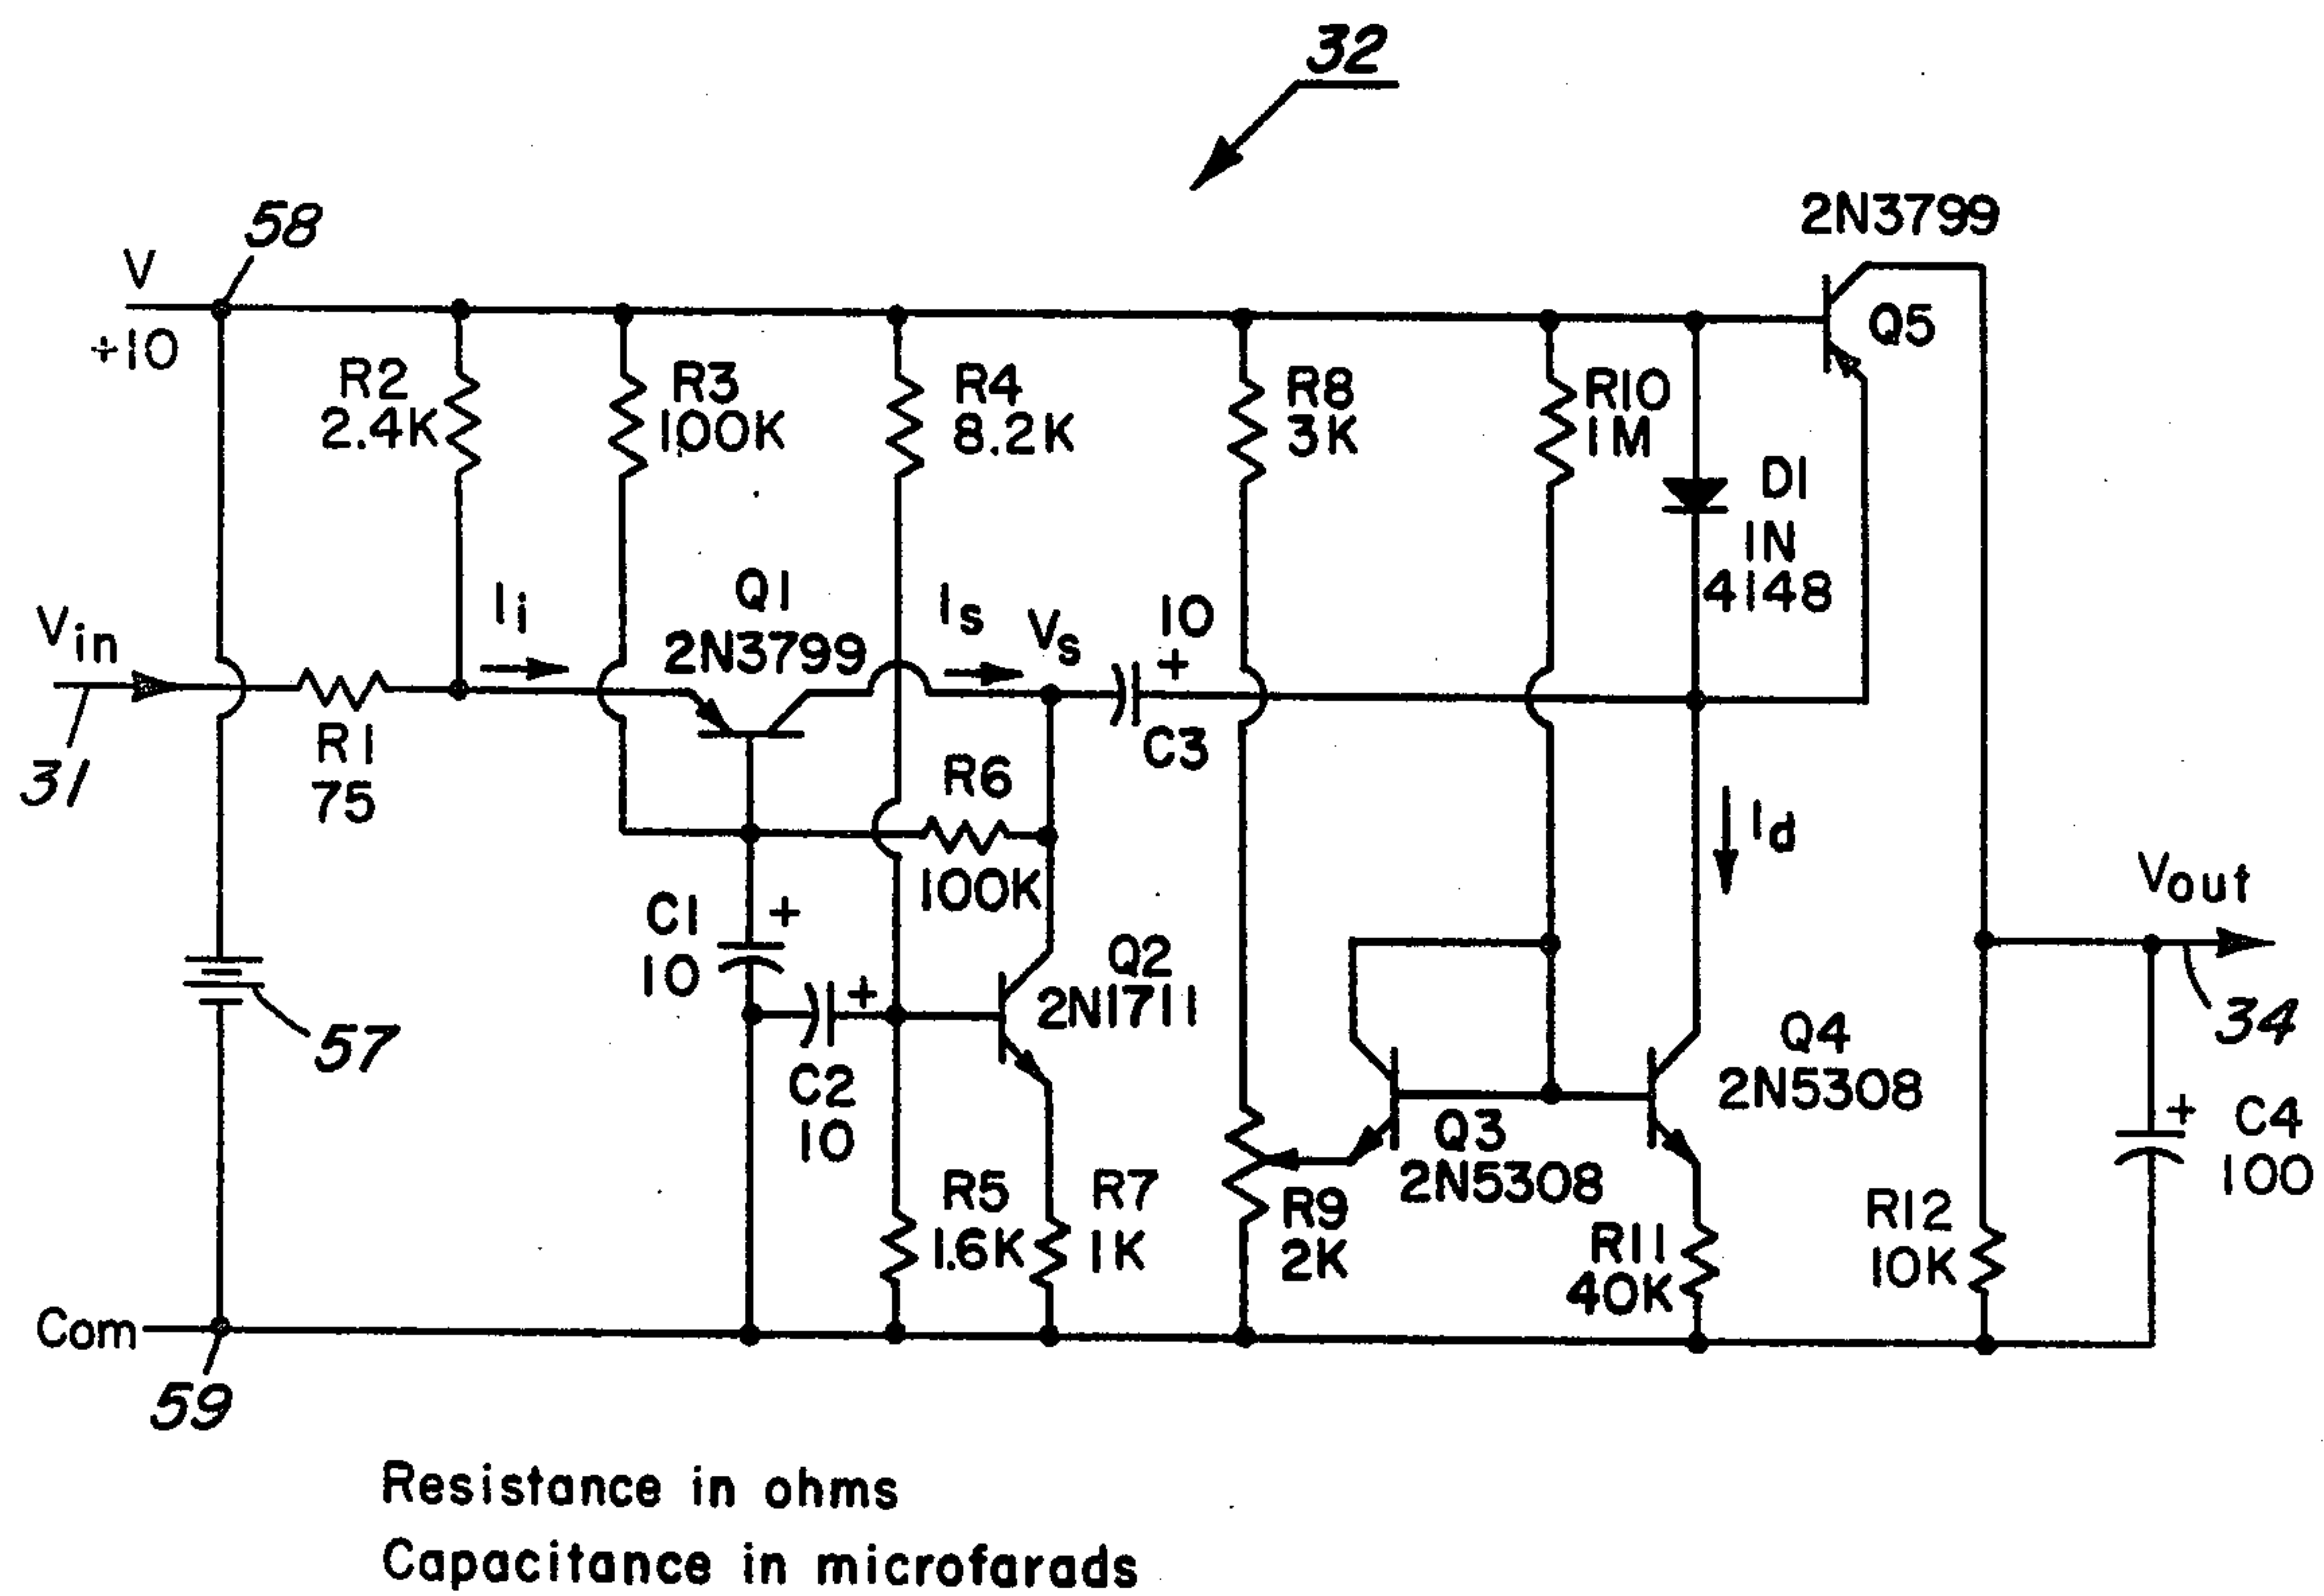 32
58
2N3799
V
+10
Q5
R2
2.4K
R3
100K
R4
8.2K
R8
3K
R10
1M
D1
1N
4148
Vin
Ii
Q1
2N3799
Is
Vs
10
+
C3
31
R1
75
R6
100K
Id
Vout
34
C1
+
10
Q2
2N1711
57
C2
+
10
Q4
2N5308
Q3
2N5308
C4
+
100
R5
1.6K
R7
1K
R9
2K
R11
40K
R12
10K
Com
59
Resistance in ohms
Capacitance in microfarads